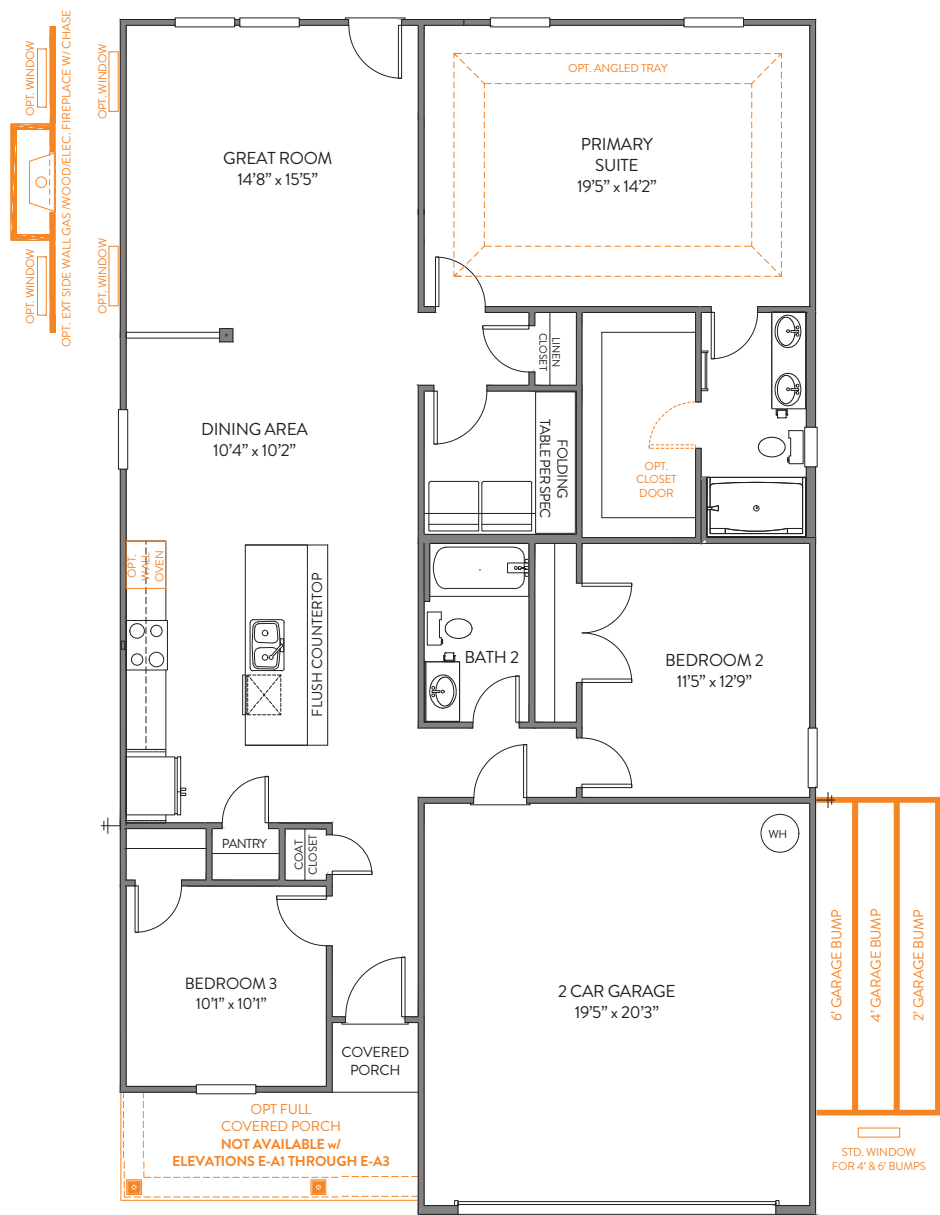 OPT. WINDOW
OPT. WINDOW
OPT. EXT SIDE WALL GAS /WOOD/ELEC. FIREPLACE W/ CHASE
OPT. WINDOW
OPT. WINDOW
GREAT ROOM
14'8” x 15'5”
OPT. ANGLED TRAY
PRIMARY
SUITE
19'5” x 14'2”
LINEN
CLOSET
DINING AREA
10'4” x 10'2”
FOLDING
TABLE PER SPEC
OPT.
CLOSET
DOOR
OPT.
WALL
OVEN
FLUSH COUNTERTOP
BATH 2
BEDROOM 2
11'5” x 12'9”
PANTRY
COAT
CLOSET
WH
BEDROOM 3
10'1” x 10'1”
2 CAR GARAGE
19'5” x 20'3”
6' GARAGE BUMP
4' GARAGE BUMP
2' GARAGE BUMP
COVERED
PORCH
OPT FULL
COVERED PORCH
NOT AVAILABLE w/
ELEVATIONS E-A1 THROUGH E-A3
STD. WINDOW
FOR 4' & 6' BUMPS